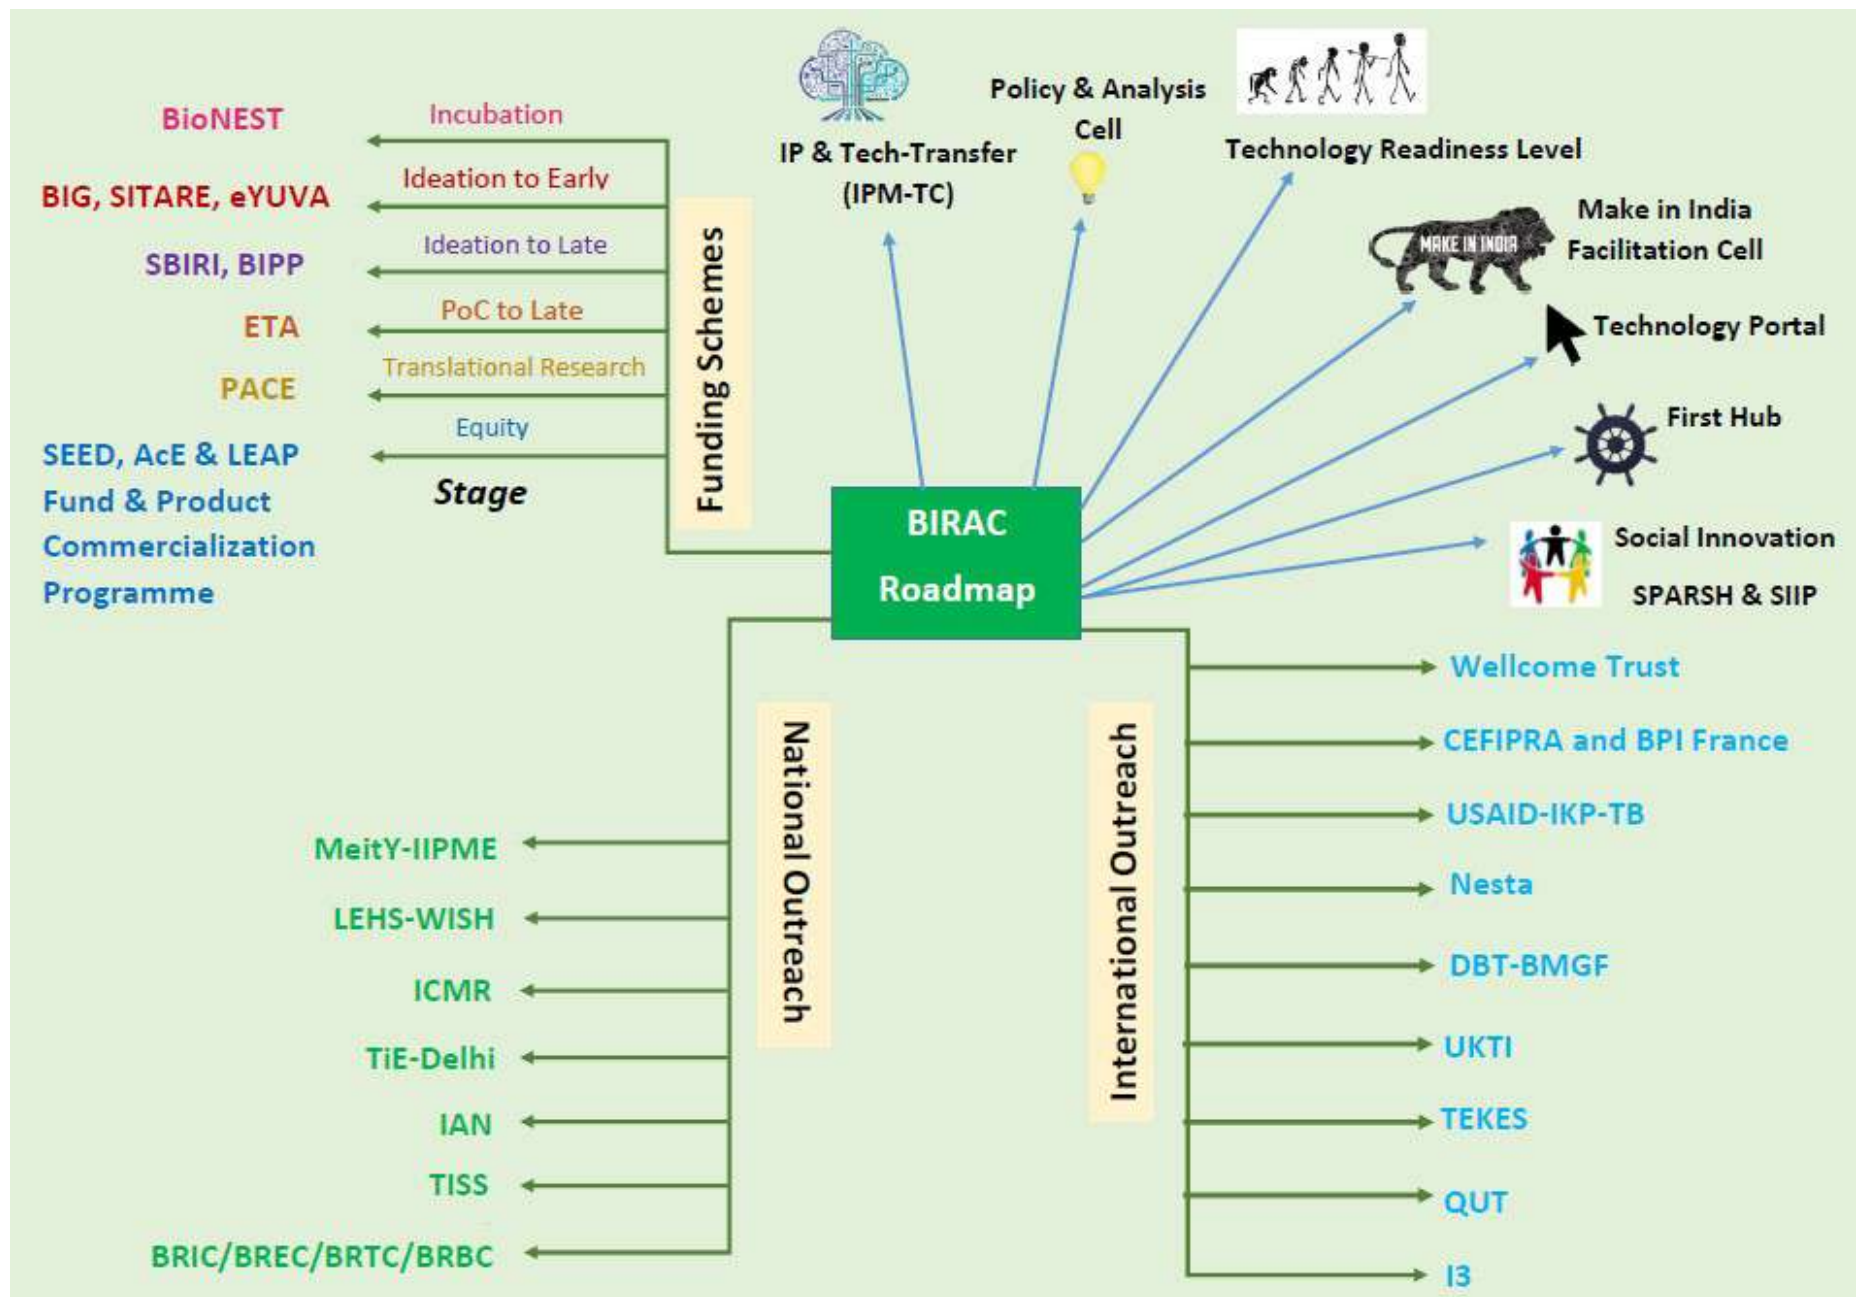 BioNEST
Incubation
BIG, SITARE, eYUVA
Ideation to Early
SBIRI, BIPP
Ideation to Late
ETA
PoC to Late
PACE
Translational Research
SEED, AcE & LEAP
Fund & Product
Commercialization
Programme
Equity
Stage
Funding Schemes
IP & Tech-Transfer
(IPM-TC)
Policy & Analysis
Cell
Technology Readiness Level
MAKE IN INDIA
Make in India
Facilitation Cell
Technology Portal
First Hub
Social Innovation
SPARSH & SIIP
BIRAC
Roadmap
National Outreach
MeitY-IIPME
LEHS-WISH
ICMR
TiE-Delhi
IAN
TISS
BRIC/BREC/BRTC/BRBC
International Outreach
Wellcome Trust
CEFIPRA and BPI France
USAID-IKP-TB
Nesta
DBT-BMGF
UKTI
TEKES
QUT
I3